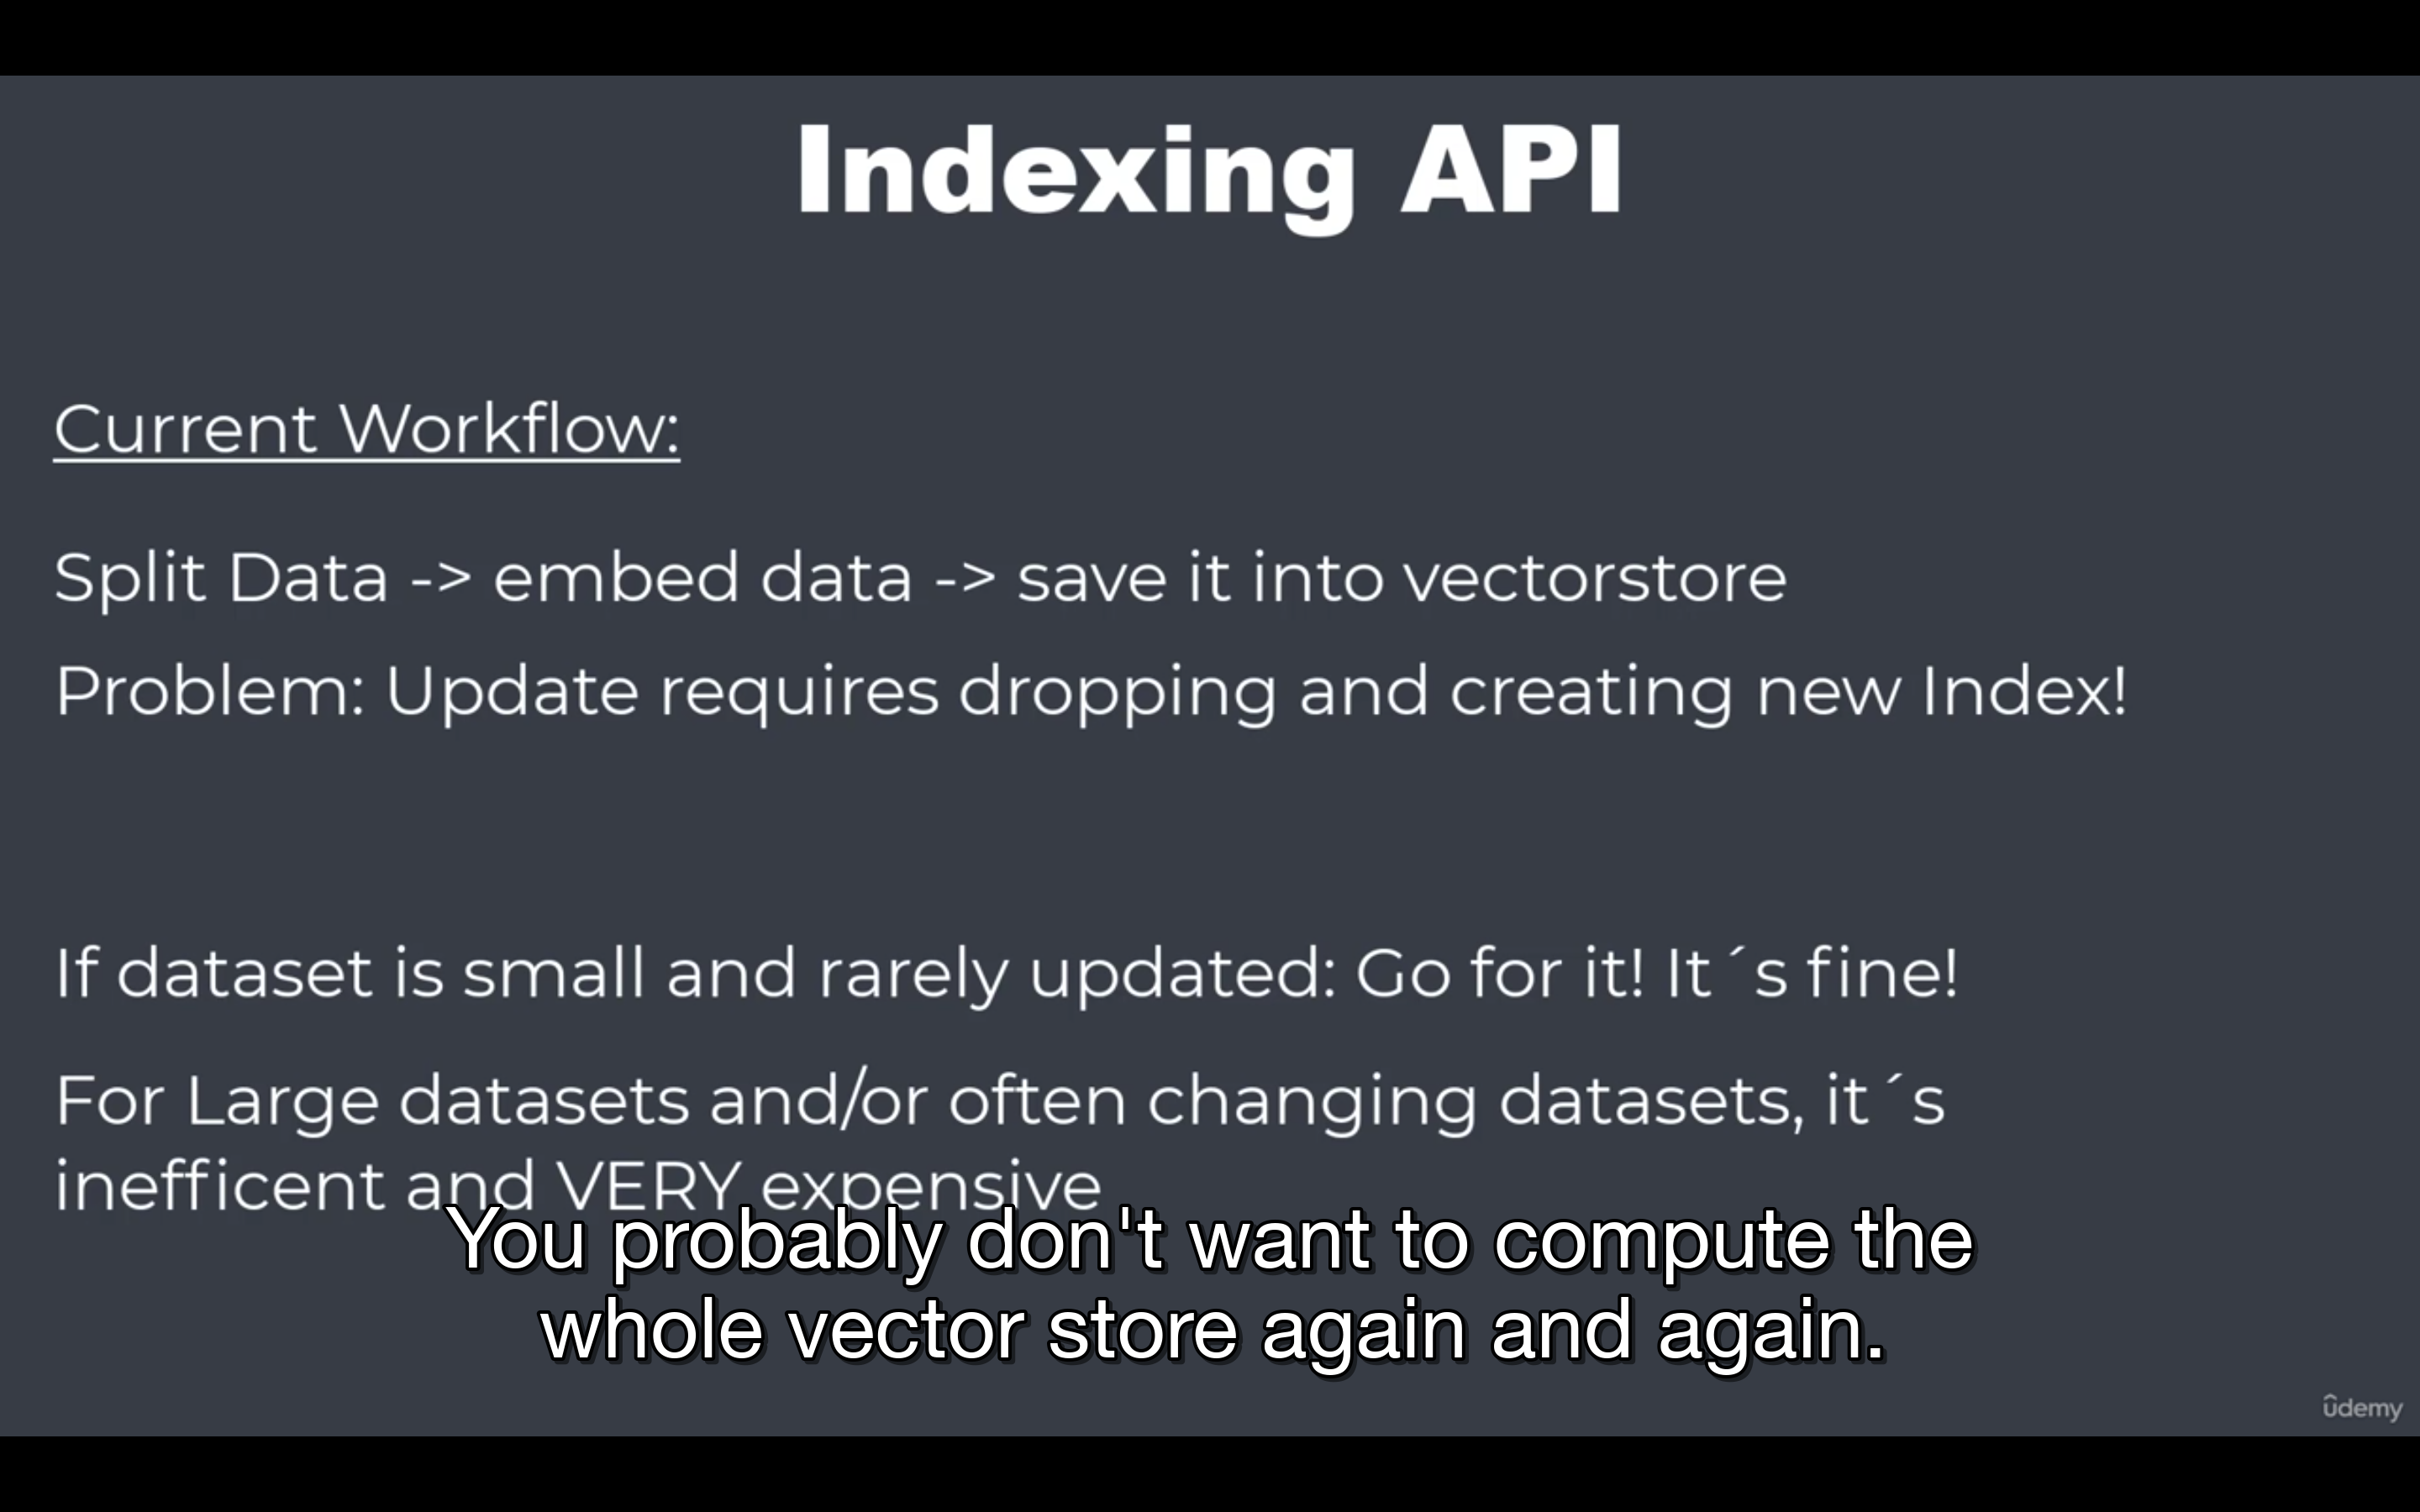 Indexing API
Current Workflow:
Split Data -> embed data -> save it into vectorstore
Problem: Update requires dropping and creating new Index!
If dataset is small and rarely updated: Go for it! It´s fine!
For Large datasets and/or often changing datasets, it´s
inefficent and VERY expensive
You probably don't want to compute the
whole vector store again and again.
ûdemy